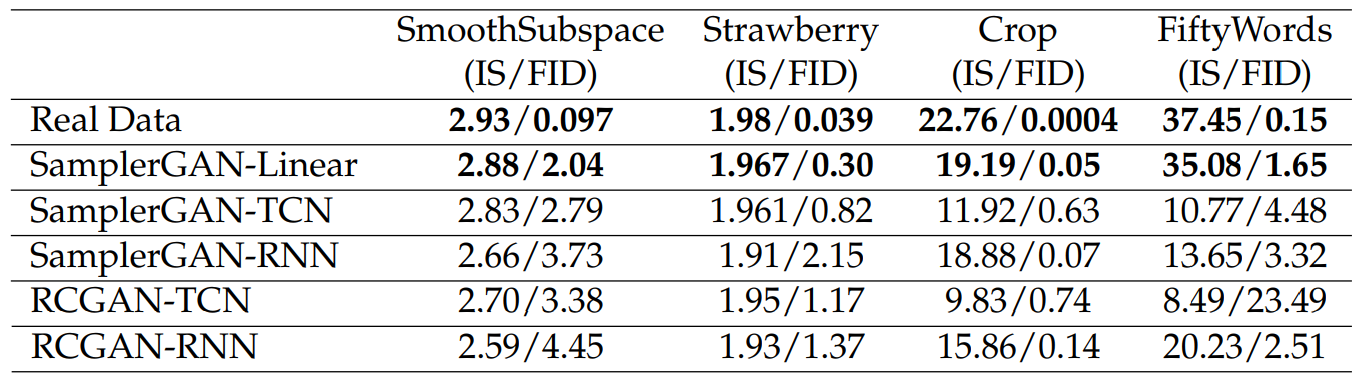 SmoothSubspace Strawberry Crop FiftyWords
(IS/FID) (IS/FID) (IS/FID) (IS/FID)
Real Data 2.93/0.097 1.98/0.039 22.76/0.0004 37.45/0.15
SamplerGAN-Linear 2.88/2.04 1.967/0.30 19.19/0.05 35.08/1.65
SamplerGAN-TCN 2.83/2.79 1.961/0.82 11.92/0.63 10.77/4.48
SamplerGAN-RNN 2.66/3.73 1.91/2.15 18.88/0.07 13.65/3.32
RCGAN-TCN 2.70/3.38 1.95/1.17 9.83/0.74 8.49/23.49
RCGAN-RNN 2.59/4.45 1.93/1.37 15.86/0.14 20.23/2.51